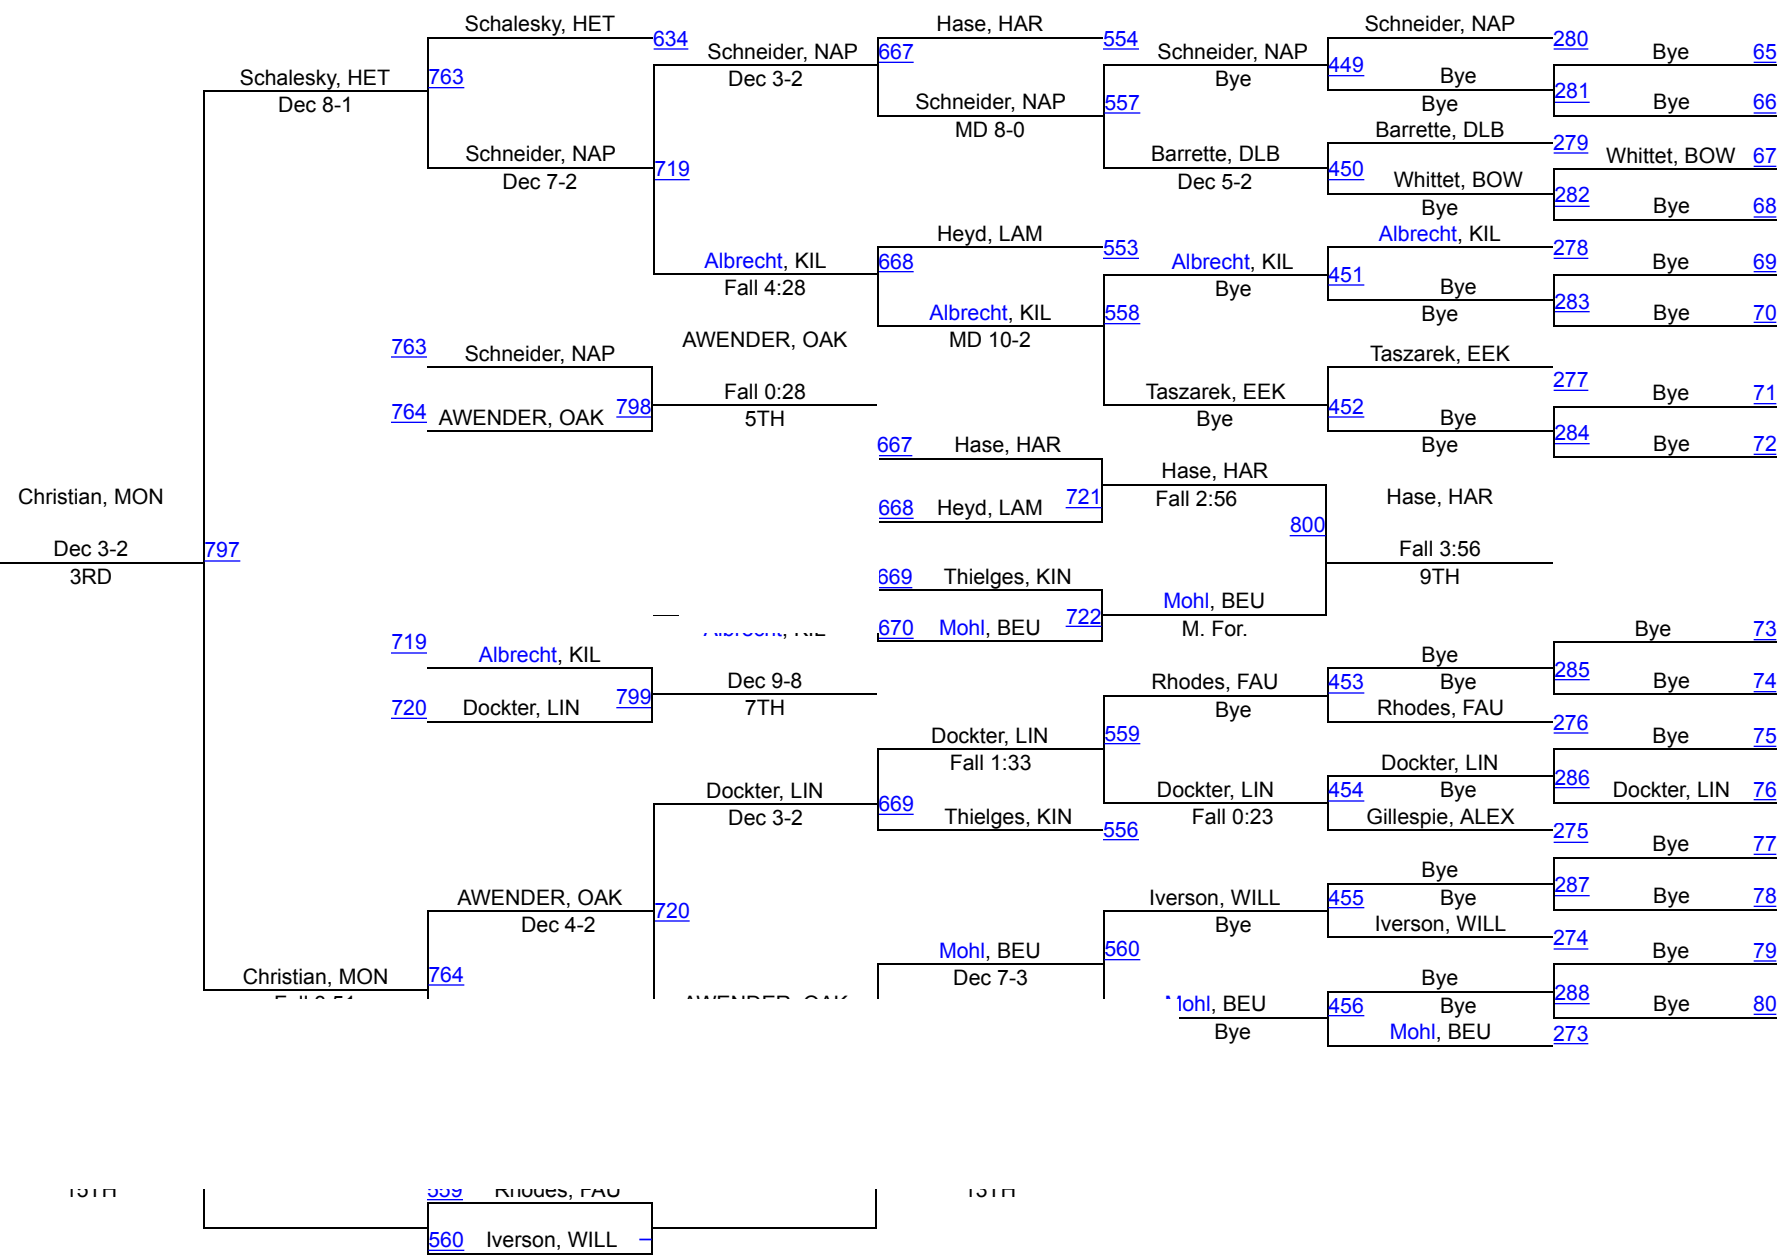 Schalesky, HET
Hase, HAR
Schneider, NAP
634
554
280
Schneider, NAP
667
Schneider, NAP
Bye
65
Schalesky, HET
763
Dec 3-2
Bye
449
Bye
Dec 8-1
281
Schneider, NAP
557
Bye
Bye
66
MD 8-0
Barrette, DLB
279
Schneider, NAP
Barrette, DLB
Whittet, BOW
67
719
450
Dec 7-2
Dec 5-2
Whittet, BOW
282
Bye
Bye
68
Heyd, LAM
Albrecht, KIL
553
278
Albrecht, KIL
668
Albrecht, KIL
Bye
69
451
Fall 4:28
Bye
Bye
283
Albrecht, KIL
558
Bye
Bye
70
AWENDER, OAK
MD 10-2
763
Schneider, NAP
Taszarek, EEK
277
Fall 0:28
Taszarek, EEK
Bye
71
764
AWENDER, OAK
798
452
5TH
Bye
Bye
284
667
Hase, HAR
Bye
Bye
72
Hase, HAR
Christian, MON
721
Fall 2:56
Hase, HAR
668
Heyd, LAM
800
Dec 3-2
797
Fall 3:56
3RD
669
Thielges, KIN
9TH
Mohl, BEU
722
670
Mohl, BEU
M. For.
Bye
73
719
Albrecht, KIL
Bye
285
Dec 9-8
Rhodes, FAU
453
Bye
Bye
74
720
Dockter, LIN
799
7TH
Bye
Rhodes, FAU
276
Dockter, LIN
559
Bye
75
Fall 1:33
Dockter, LIN
286
Dockter, LIN
Dockter, LIN
454
Bye
Dockter, LIN
76
669
Dec 3-2
Thielges, KIN
Fall 0:23
Gillespie, ALEX
556
275
Bye
77
Bye
287
AWENDER, OAK
Iverson, WILL
455
Bye
Bye
78
720
Dec 4-2
Bye
Iverson, WILL
274
Mohl, BEU
560
Bye
79
Christian, MON
764
Dec 7-3
Bye
288
BEU
456
Bye
Bye
80
Bye
Mohl, BEU
273
560
Iverson, WILL